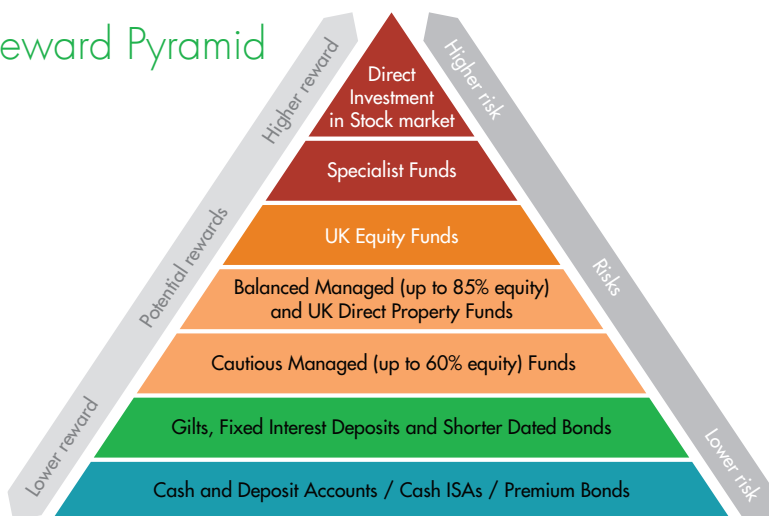 eward Pyramid
Higher reward
Potential rewards
Lower reward
Higher risk
Risks
Lower risk
Direct
Investment
in Stock market
Specialist Funds
UK Equity Funds
Balanced Managed (up to 85% equity)
and UK Direct Property Funds
Cautious Managed (up to 60% equity) Funds
Gilts, Fixed Interest Deposits and Shorter Dated Bonds
Cash and Deposit Accounts / Cash ISAs / Premium Bonds